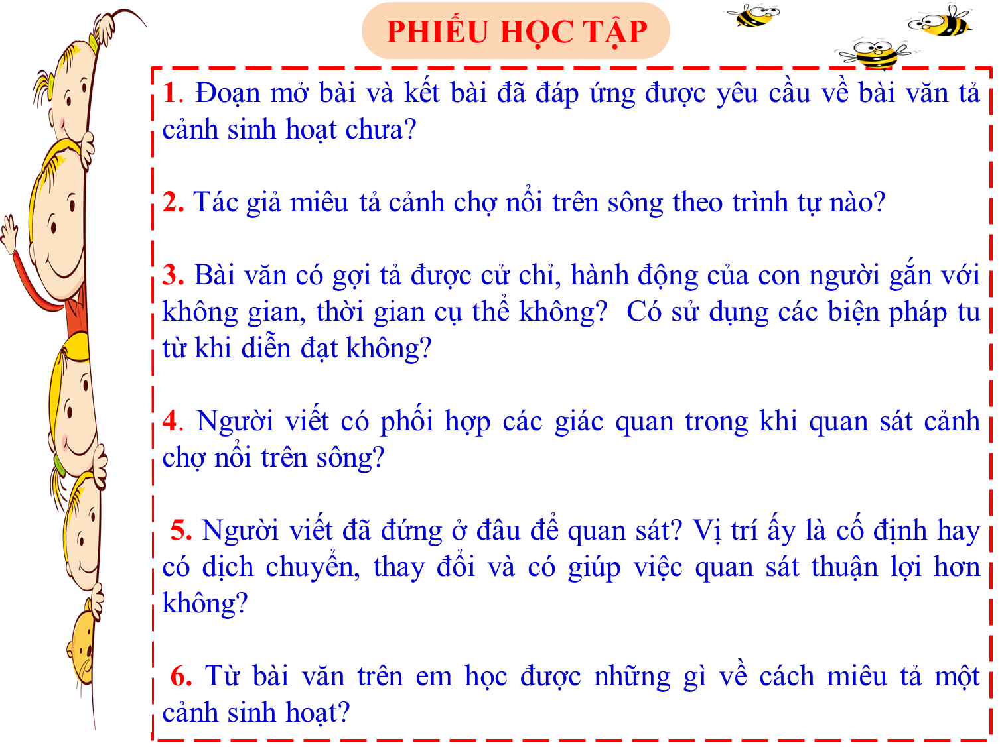 PHIẾU HỌC TẬP
1. Đoạn mở bài và kết bài đã đáp ứng được yêu cầu về bài văn tả
cảnh sinh hoạt chưa?
2. Tác giả miêu tả cảnh chợ nổi trên sông theo trình tự nào?
3. Bài văn có gợi tả được cử chỉ, hành động của con người gắn với
không gian, thời gian cụ thể không? Có sử dụng các biện pháp tu
từ khi diễn đạt không?
4. Người viết có phối hợp các giác quan trong khi quan sát cảnh
chợ nổi trên sông?
5. Người viết đã đứng ở đâu để quan sát? Vị trí ấy là cố định hay
có dịch chuyển, thay đổi và có giúp việc quan sát thuận lợi hơn
không?
6. Từ bài văn trên em học được những gì về cách miêu tả một
cảnh sinh hoạt?